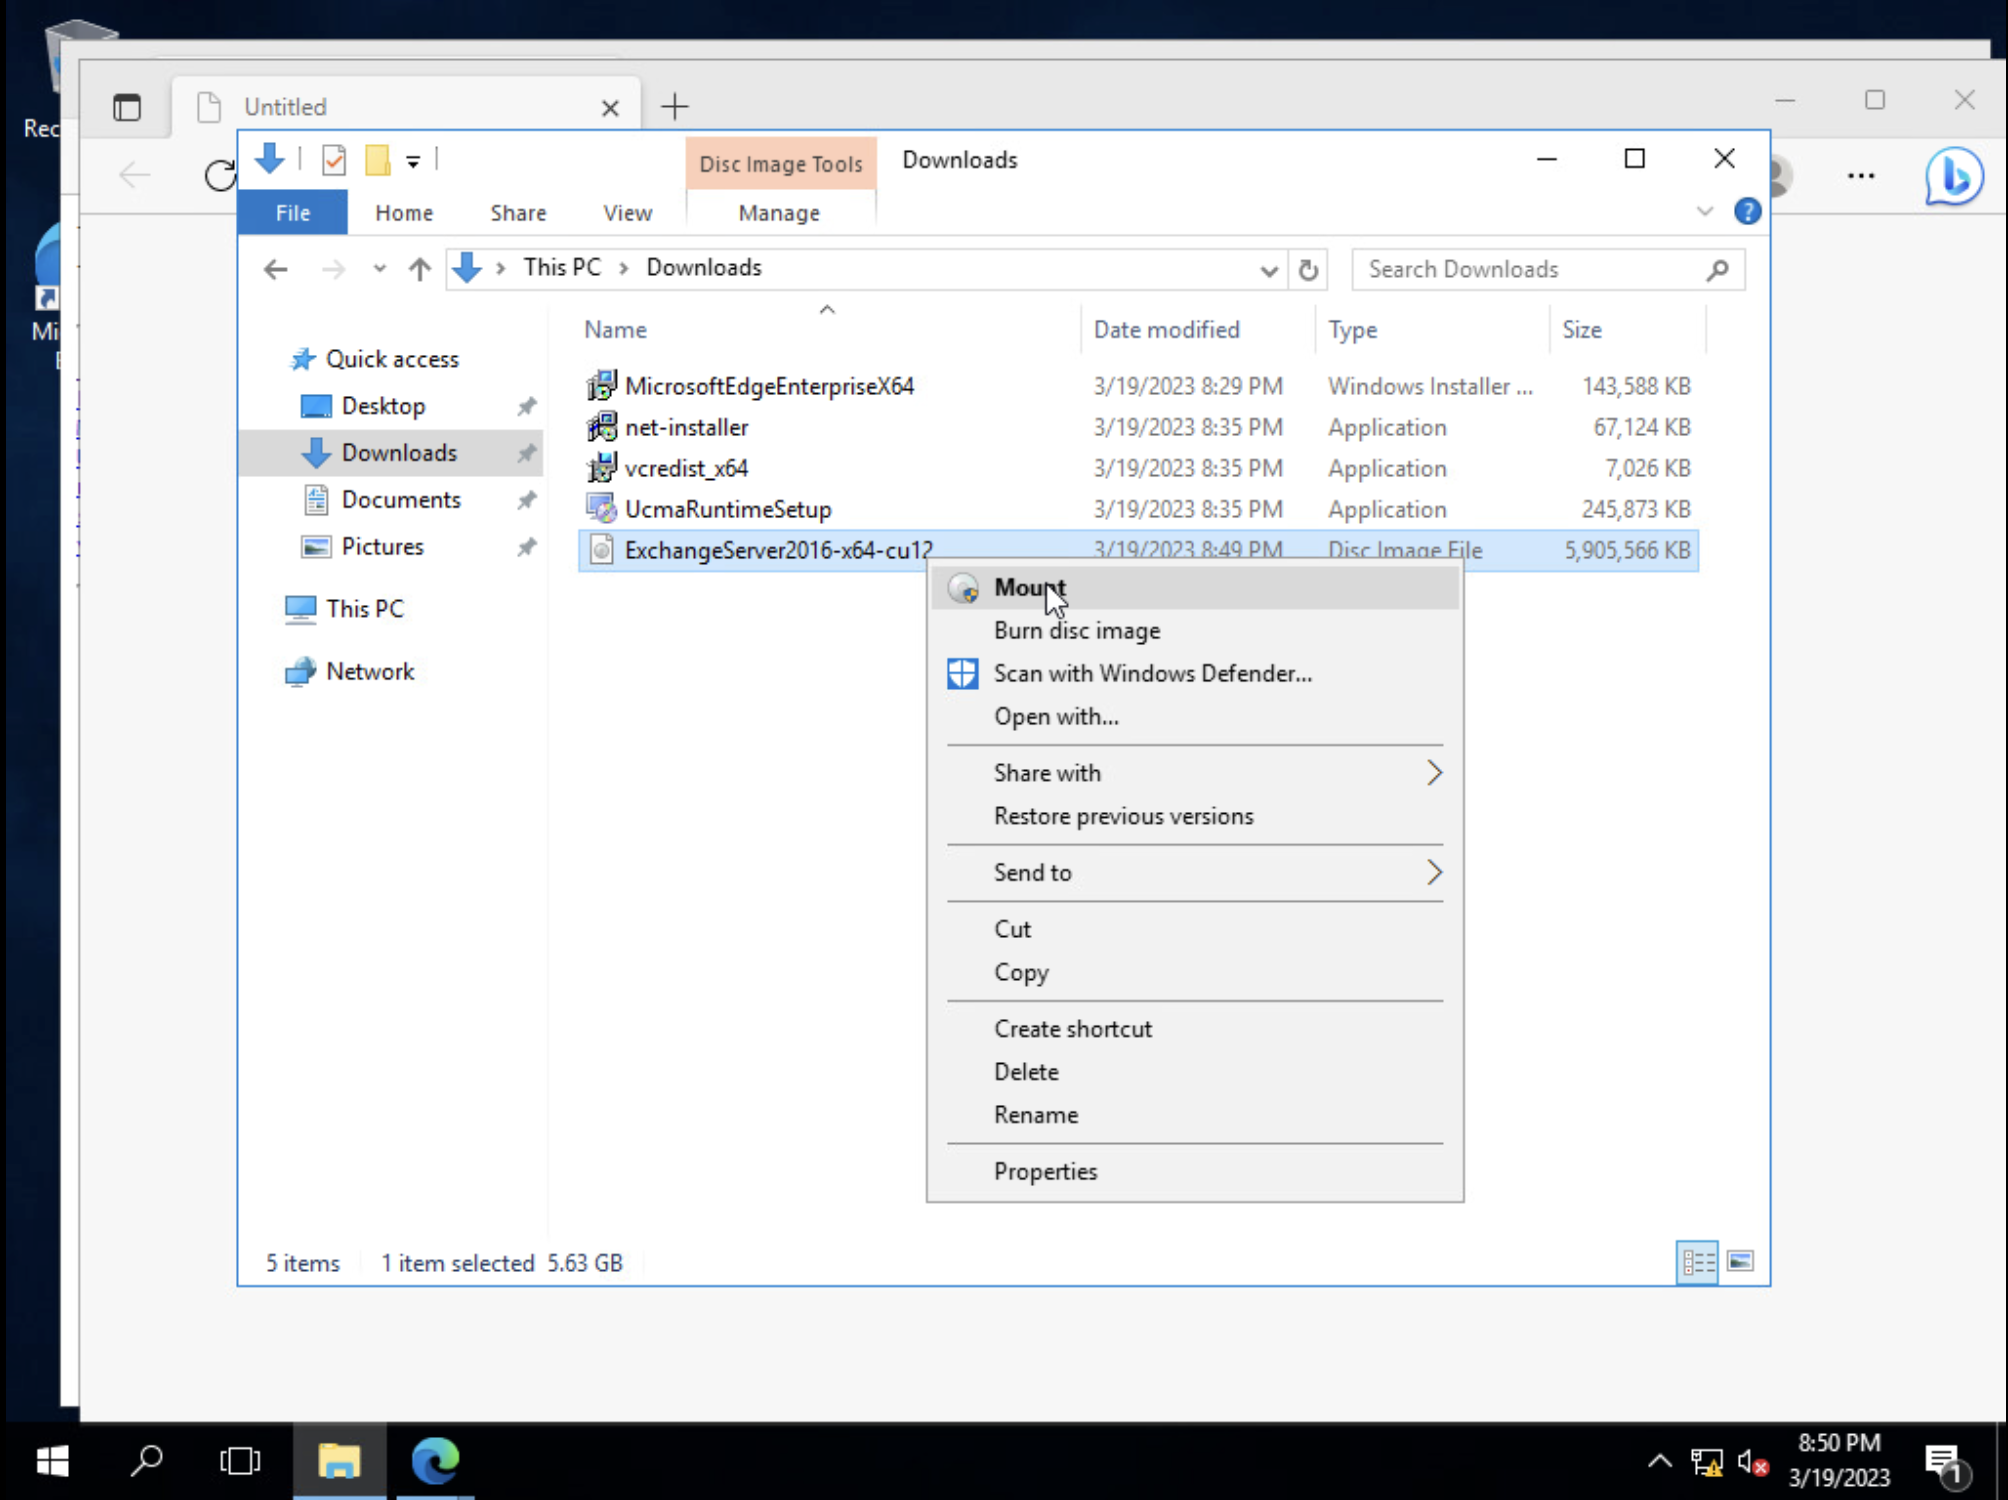 Rec
Untitled
Disc Image Tools
Downloads
File
Home
Share
View
Manage
This PC
Downloads
Search Downloads
Mi
Name
Date modified
Type
Size
Quick access
Desktop
Downloads
Documents
Pictures
This PC
Network
MicrosoftEdgeEnterpriseX64 3/19/2023 8:29 PM Windows Installer ... 143,588 KB
net-installer 3/19/2023 8:35 PM Application 67,124 KB
vcredist_x64 3/19/2023 8:35 PM Application 7,026 KB
UcmaRuntimeSetup 3/19/2023 8:35 PM Application 245,873 KB
ExchangeServer2016-x64-cu12 3/19/2023 8:49 PM Disc Image File 5,905,566 KB
Mount
Burn disc image
Scan with Windows Defender...
Open with...
Share with
Restore previous versions
Send to
Cut
Copy
Create shortcut
Delete
Rename
Properties
5 items 1 item selected 5.63 GB
8:50 PM
3/19/2023
1